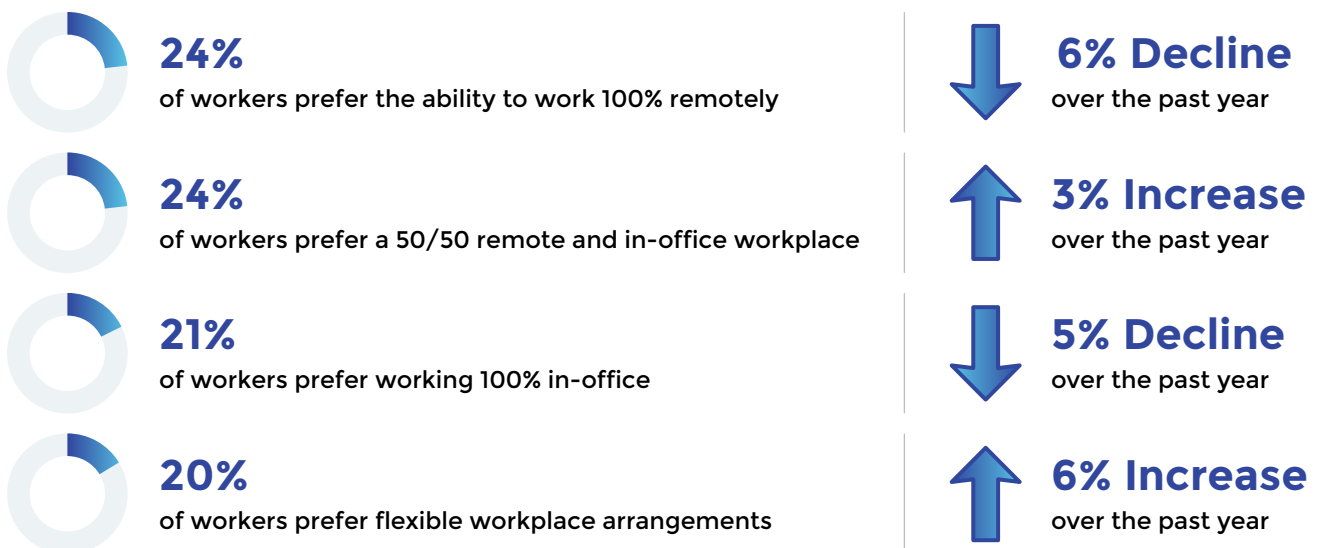 24%
of workers prefer the ability to work 100% remotely
6% Decline
over the past year
24%
of workers prefer a 50/50 remote and in-office workplace
3% Increase
over the past year
21%
of workers prefer working 100% in-office
5% Decline
over the past year
20%
of workers prefer flexible workplace arrangements
6% Increase
over the past year